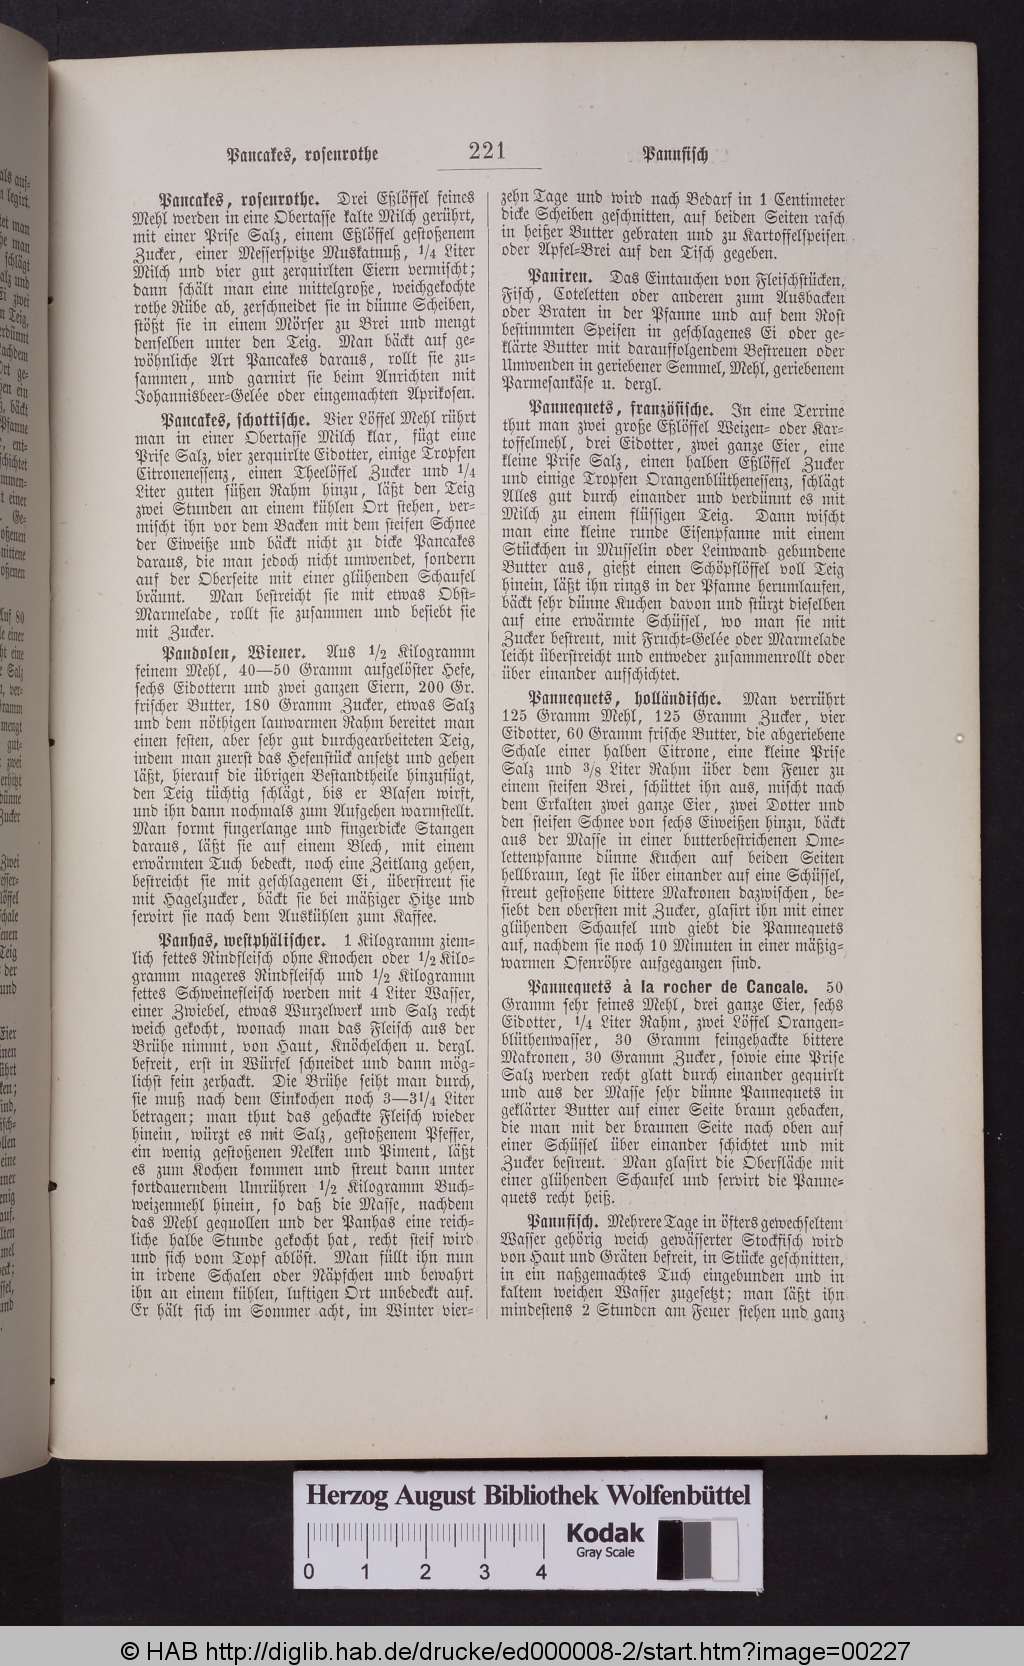 Pancakes, rosenrothe
221
Pannfisch
Pancakes, rosenrothe. Drei Eßlöffel feines
Mehl werden in eine Obertasse kalte Milch gerührt,
mit einer Prise Salz, einem Eßlöffel gestoßenem
Zucker, einer Messerspitze Muskatnuß, 1/4 Liter
Milch und vier gut zerquirlten Eiern vermischt;
dann schält man eine mittelgroße, weichgekochte
rothe Rübe ab, zerschneidet sie in dünne Scheiben,
stößt sie in einem Mörser zu Brei und mengt
denselben unter den Teig. Man bäckt auf ge-
wöhnliche Art Pancakes daraus, rollt sie zu-
sammen, und garnirt sie beim Anrichten mit
Johannisbeer-Gelée oder eingemachten Aprikosen.
Pancakes, schottische. Vier Löffel Mehl rührt
man in einer Obertasse Milch klar, fügt eine
Prise Salz, vier zerquirlte Eidotter, einige Tropfen
Citronenessenz, einen Theelöffel Zucker und 1/4
Liter guten süßen Rahm hinzu, läßt den Teig
zwei Stunden an einem kühlen Ort stehen, ver-
mischt ihn vor dem Backen mit dem steifen Schnee
der Eiweiße und bäckt nicht zu dicke Pancakes
daraus, die man jedoch nicht umwendet, sondern
auf der Oberseite mit einer glühenden Schaufel
bräunt. Man bestreicht sie mit etwas Obst-
Marmelade, rollt sie zusammen und besiebt sie
mit Zucker.
Pandolen, Wiener. Aus 1/2 Kilogramm
feinem Mehl, 40—50 Gramm aufgelöster Hefe,
sechs Eidottern und zwei ganzen Eiern, 200 Gr.
frischer Butter, 180 Gramm Zucker, etwas Salz
und dem nöthigen lauwarmen Rahm bereitet man
einen festen, aber sehr gut durchgearbeiteten Teig,
indem man zuerst das Hefenstück ansetzt und gehen
läßt, hierauf die übrigen Bestandtheile hinzufügt,
den Teig tüchtig schlägt, bis er Blasen wirft,
und ihn dann nochmals zum Aufgehen warmstellt.
Man formt fingerlange und fingerdicke Stangen
daraus, läßt sie auf einem Blech, mit einem
erwärmten Tuch bedeckt, noch eine Zeitlang gehen,
bestreicht sie mit geschlagenem Ei, überstreut sie
mit Hagelzucker, bäckt sie bei mäßiger Hitze und
servirt sie nach dem Auskühlen zum Kaffee.
Panhas, westphälischer. 1 Kilogramm ziem-
lich fettes Rindfleisch ohne Knochen oder 1/2 Kilo-
gramm mageres Rindfleisch und 1/2 Kilogramm
fettes Schweinefleisch werden mit 4 Liter Wasser,
einer Zwiebel, etwas Wurzelwerk und Salz recht
weich gekocht, wonach man das Fleisch aus der
Brühe nimmt, von Haut, Knöchelchen u. dergl.
befreit, erst in Würfel schneidet und dann mög-
lichst fein zerhackt. Die Brühe seiht man durch,
sie muß nach dem Einkochen noch 3—3 1/4 Liter
betragen; man thut das gehackte Fleisch wieder
hinein, würzt es mit Salz, gestoßenem Pfeffer,
ein wenig gestoßenen Nelken und Piment, läßt
es zum Kochen kommen und streut dann unter
fortdauerndem Umrühren 1/2 Kilogramm Buch-
weizenmehl hinein, so daß die Masse, nachdem
das Mehl gequollen und der Panhas eine reich-
liche halbe Stunde gekocht hat, recht steif wird
und sich vom Topf ablöst. Man füllt ihn nun
in irdene Schalen oder Näpfchen und bewahrt
ihn an einem kühlen, luftigen Ort unbedeckt auf.
Er hält sich im Sommer acht, im Winter vier-
zehn Tage und wird nach Bedarf in 1 Centimeter
dicke Scheiben geschnitten, auf beiden Seiten rasch
in heißer Butter gebraten und zu Kartoffelspeisen
oder Apfel-Brei auf den Tisch gegeben.
Paniren. Das Eintauchen von Fleischstücken,
Fisch, Coteletten oder anderen zum Ausbacken
oder Braten in der Pfanne und auf dem Rost
bestimmten Speisen in geschlagenes Ei oder ge-
klärte Butter mit darauffolgendem Bestreuen oder
Umwenden in geriebener Semmel, Mehl, geriebenem
Parmesankäse u. dergl.
Pannequets, französische. In eine Terrine
thut man zwei große Eßlöffel Weizen- oder Kar-
toffelmehl, drei Eidotter, zwei ganze Eier, eine
kleine Prise Salz, einen halben Eßlöffel Zucker
und einige Tropfen Orangenblüthenessenz, schlägt
Alles gut durch einander und verdünnt es mit
Milch zu einem flüssigen Teig. Dann wischt
man eine kleine runde Eisenpfanne mit einem
Stückchen in Musselin oder Leinwand gebundene
Butter aus, gießt einen Schöpflöffel voll Teig
hinein, läßt ihn rings in der Pfanne herumlaufen,
bäckt sehr dünne Kuchen davon und stürzt dieselben
auf eine erwärmte Schüssel, wo man sie mit
Zucker bestreut, mit Frucht-Gelée oder Marmelade
leicht überstreicht und entweder zusammenrollt oder
über einander aufschichtet.
Pannequets, holländische. Man verrührt
125 Gramm Mehl, 125 Gramm Zucker, vier
Eidotter, 60 Gramm frische Butter, die abgeriebene
Schale einer halben Citrone, eine kleine Prise
Salz und 3/8 Liter Rahm über dem Feuer zu
einem steifen Brei, schüttet ihn aus, mischt nach
dem Erkalten zwei ganze Eier, zwei Dotter und
den steifen Schnee von sechs Eiweißen hinzu, bäckt
aus der Masse in einer butterbestrichenen Ome-
lettenpfanne dünne Kuchen auf beiden Seiten
hellbraun, legt sie über einander auf eine Schüssel,
streut gestoßene bittere Makronen dazwischen, be-
siebt den obersten mit Zucker, glasirt ihn mit einer
glühenden Schaufel und giebt die Pannequets
auf, nachdem sie noch 10 Minuten in einer mäßig-
warmen Ofenröhre aufgegangen sind.
Pannequets à la rocher de Cancale. 50
Gramm sehr feines Mehl, drei ganze Eier, sechs
Eidotter, 1/4 Liter Rahm, zwei Löffel Orangen-
blüthenwasser, 30 Gramm feingehackte bittere
Makronen, 30 Gramm Zucker, sowie eine Prise
Salz werden recht glatt durch einander gequirlt
und aus der Masse sehr dünne Pannequets in
geklärter Butter auf einer Seite braun gebacken,
die man mit der braunen Seite nach oben auf
einer Schüssel über einander schichtet und mit
Zucker bestreut. Man glasirt die Oberfläche mit
einer glühenden Schaufel und servirt die Panne-
quets recht heiß.
Pannfisch. Mehrere Tage in öfters gewechseltem
Wasser gehörig weich gewässerter Stockfisch wird
von Haut und Gräten befreit, in Stücke geschnitten,
in ein naßgemachtes Tuch eingebunden und in
kaltem weichen Wasser zugesetzt; man läßt ihn
mindestens 2 Stunden am Feuer stehen und ganz
Herzog August Bibliothek Wolfenbüttel
Kodak
Gray Scale
0 1 2 3 4
© HAB http://diglib.hab.de/drucke/ed000008-2/start.htm?image=00227